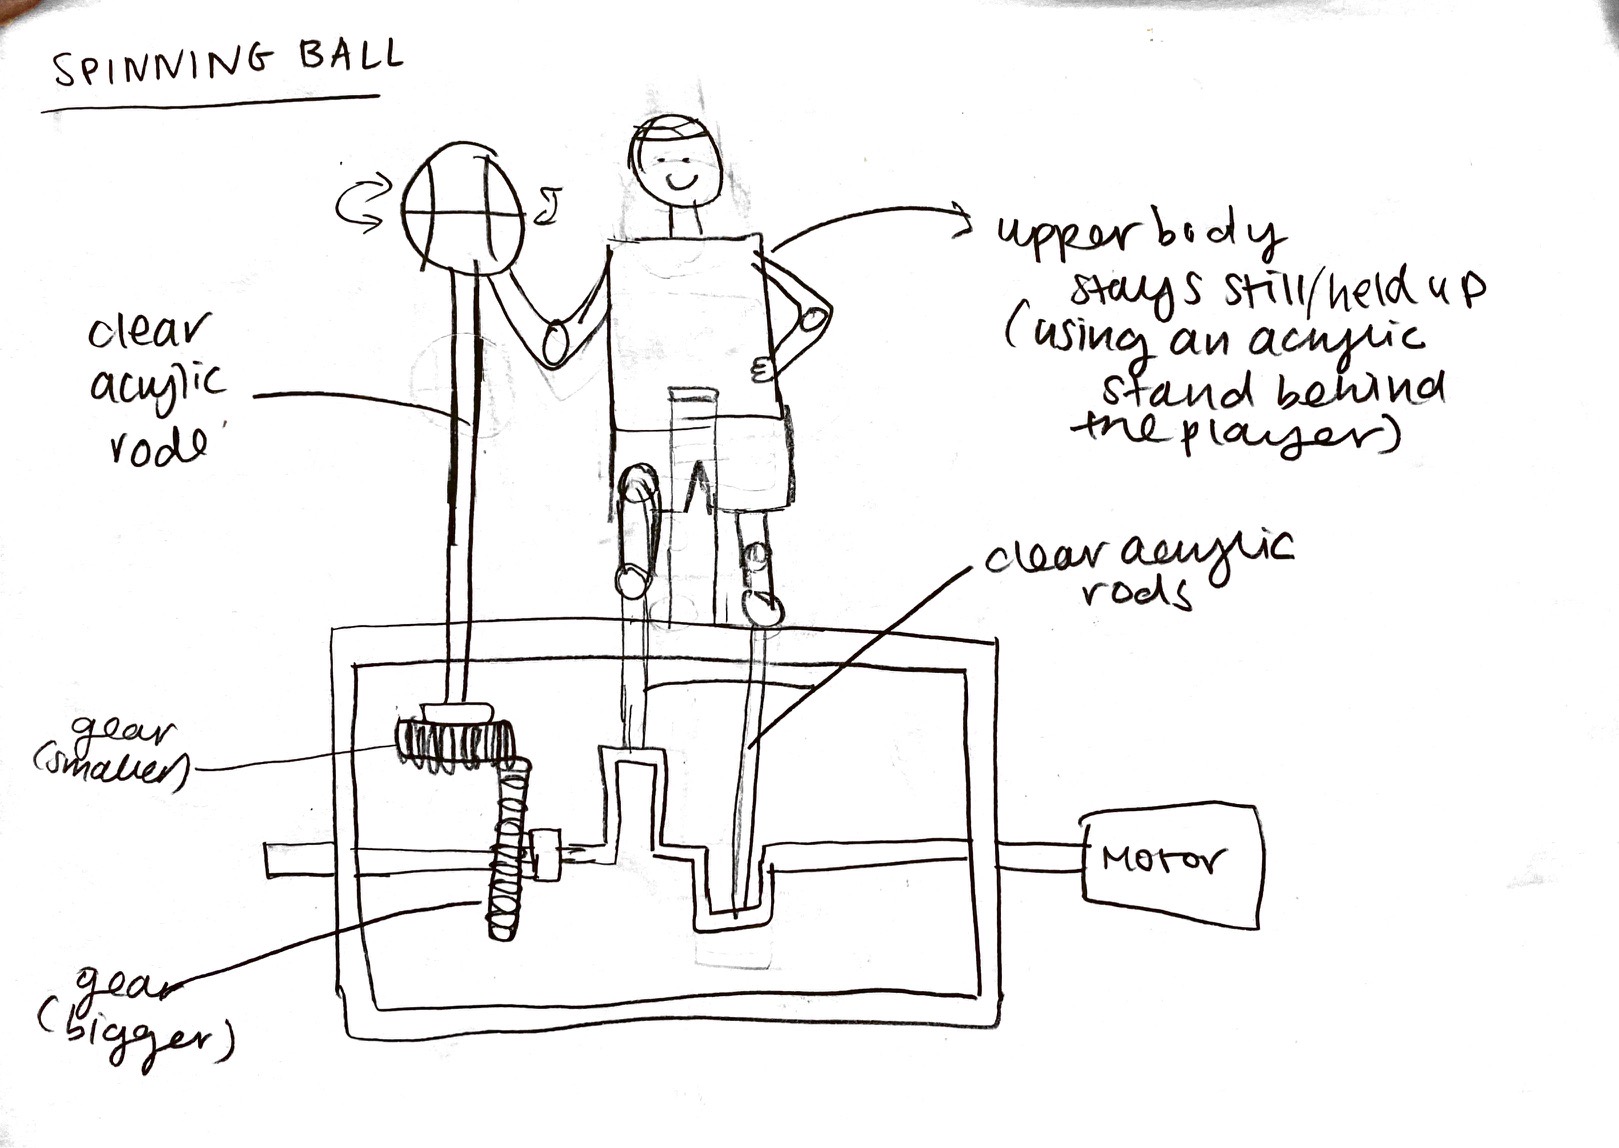 SPINNING BALL
upper body
stays still/held up
(using an acrylic
stand behind
the player)
clear
acrylic
rode
clear acrylic
rods
gear
(smaller)
MOTOR
gear
(bigger)